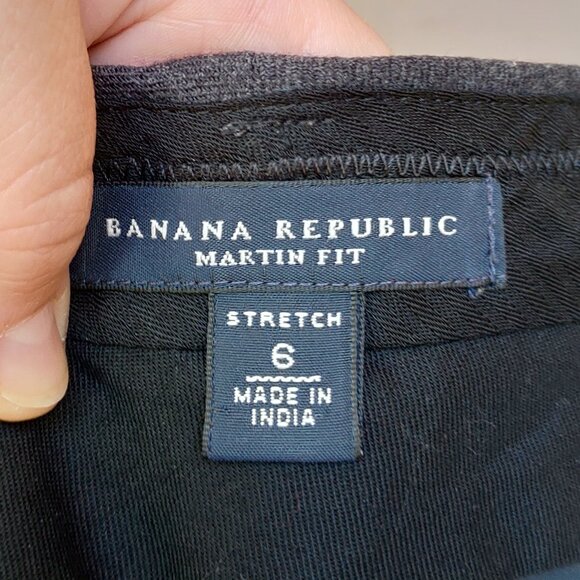 BANANA REPUBLIC
MARTIN FIT
STRETCH
6
MADE IN
INDIA